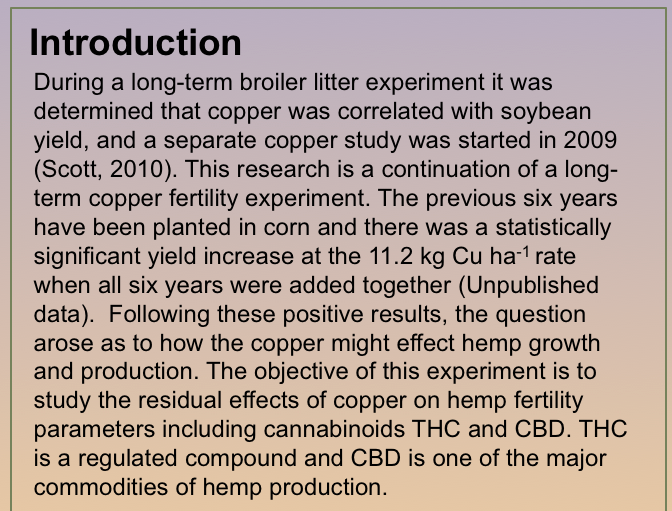 Introduction
During a long-term broiler litter experiment it was
determined that copper was correlated with soybean
yield, and a separate copper study was started in 2009
(Scott, 2010). This research is a continuation of a long-
term copper fertility experiment. The previous six years
have been planted in corn and there was a statistically
significant yield increase at the 11.2 kg Cu ha⁻¹ rate
when all six years were added together (Unpublished
data).  Following these positive results, the question
arose as to how the copper might effect hemp growth
and production. The objective of this experiment is to
study the residual effects of copper on hemp fertility
parameters including cannabinoids THC and CBD. THC
is a regulated compound and CBD is one of the major
commodities of hemp production.